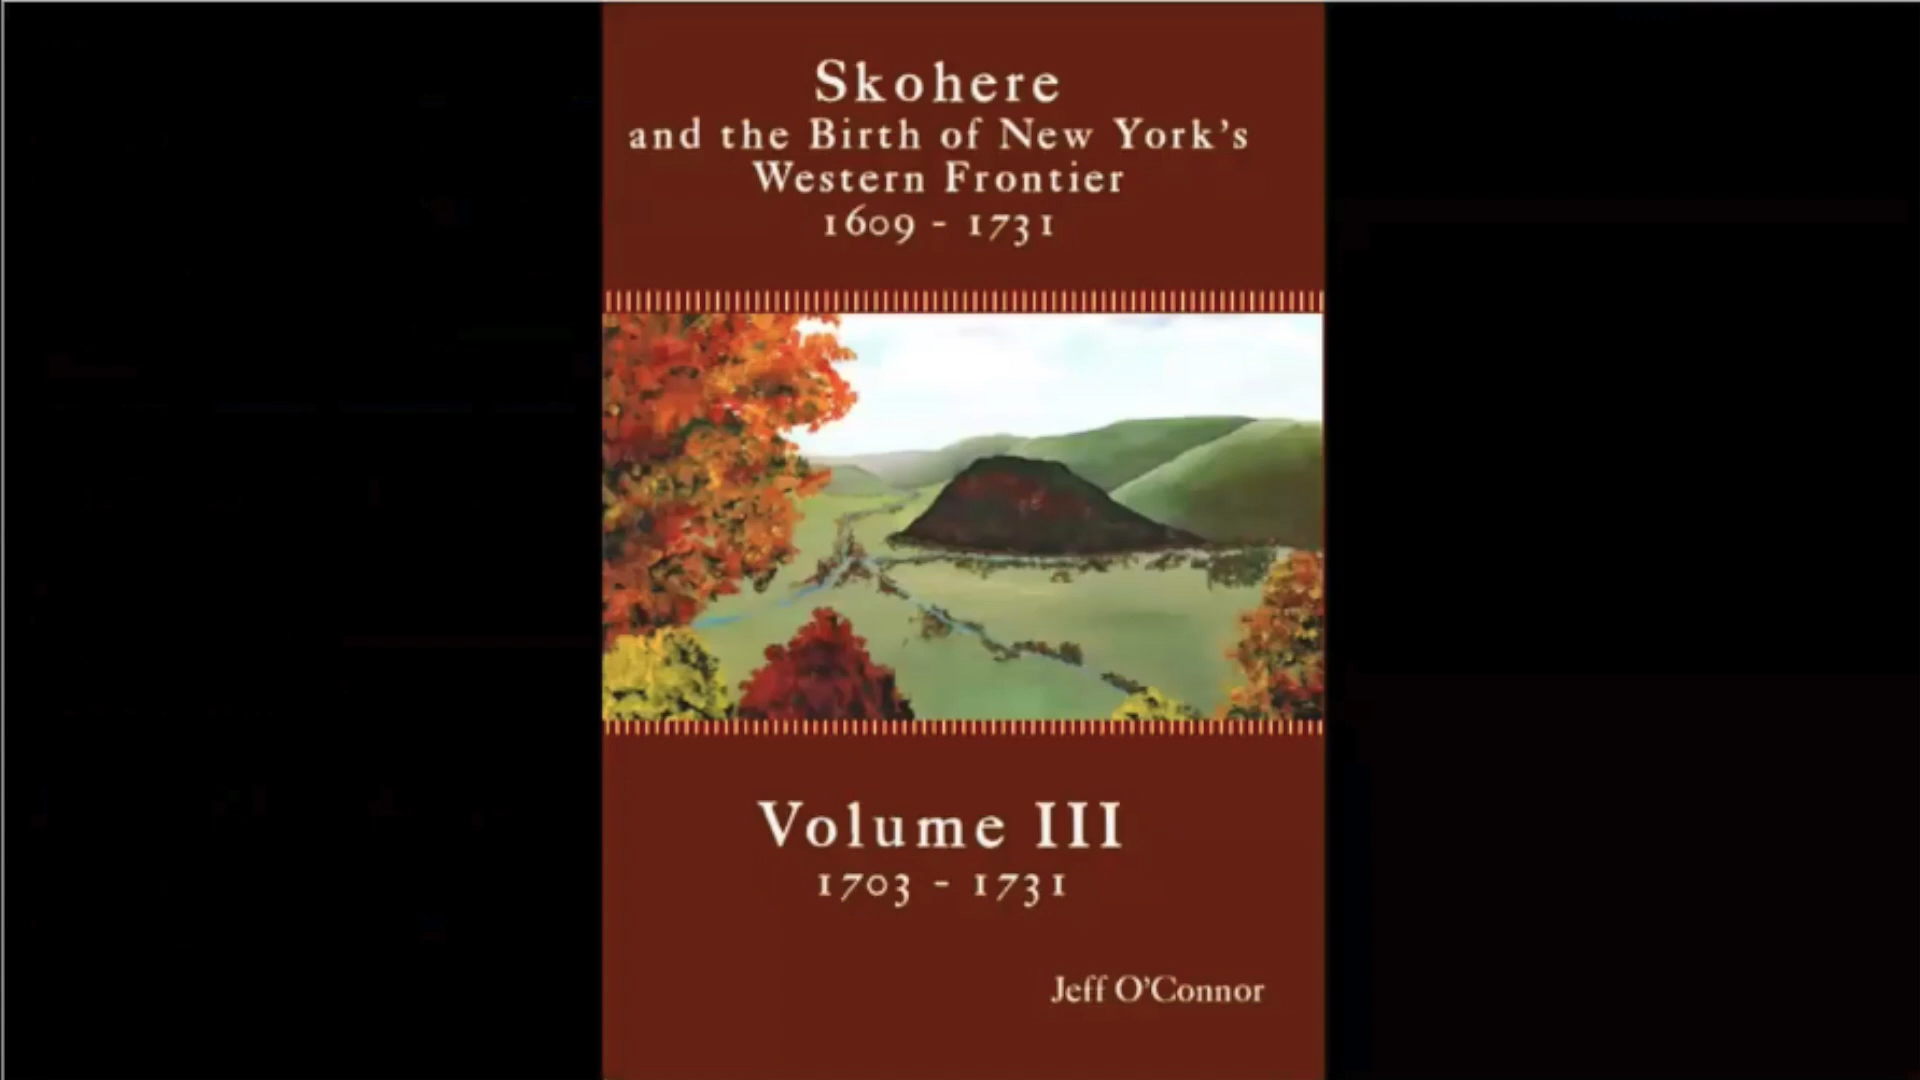 Skohere
and the Birth of New York's
Western Frontier
1609 - 1731
Volume III
1703 - 1731
Jeff O'Connor